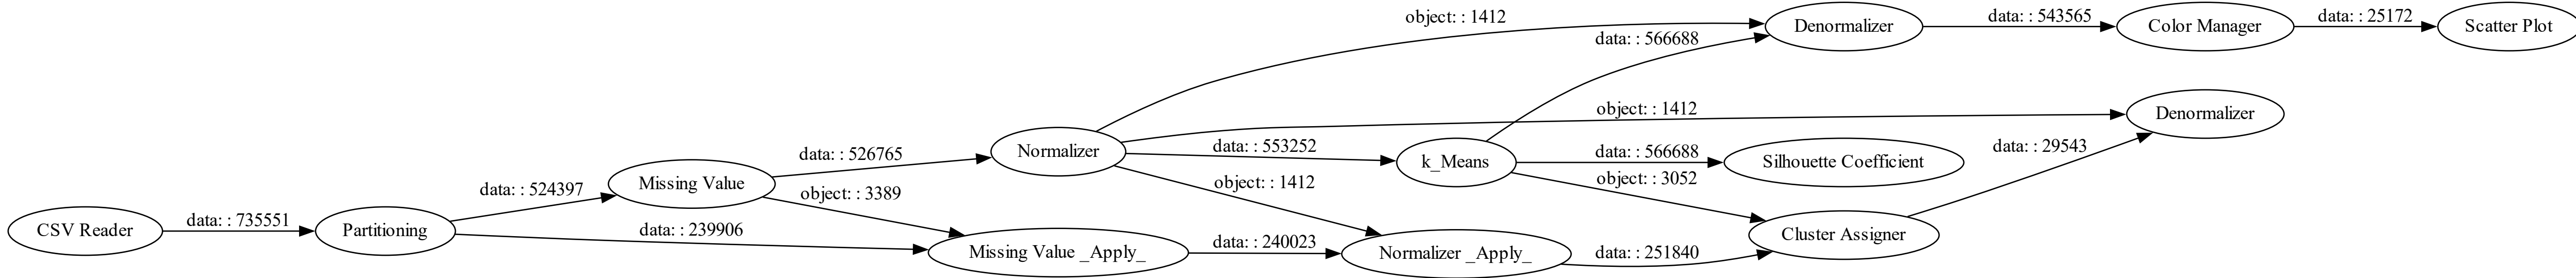 object: : 1412
Denormalizer
data: : 543565
Color Manager
data: : 25172
Scatter Plot
data: : 566688
object: : 1412
Denormalizer
data: : 526765
Normalizer
data: : 553252
k_Means
data: : 566688
Silhouette Coefficient
data: : 29543
data: : 524397
Missing Value
object: : 3389
object: : 1412
object: : 3052
CSV Reader
data: : 735551
Partitioning
data: : 239906
Missing Value _Apply_
data: : 240023
Normalizer _Apply_
data: : 251840
Cluster Assigner